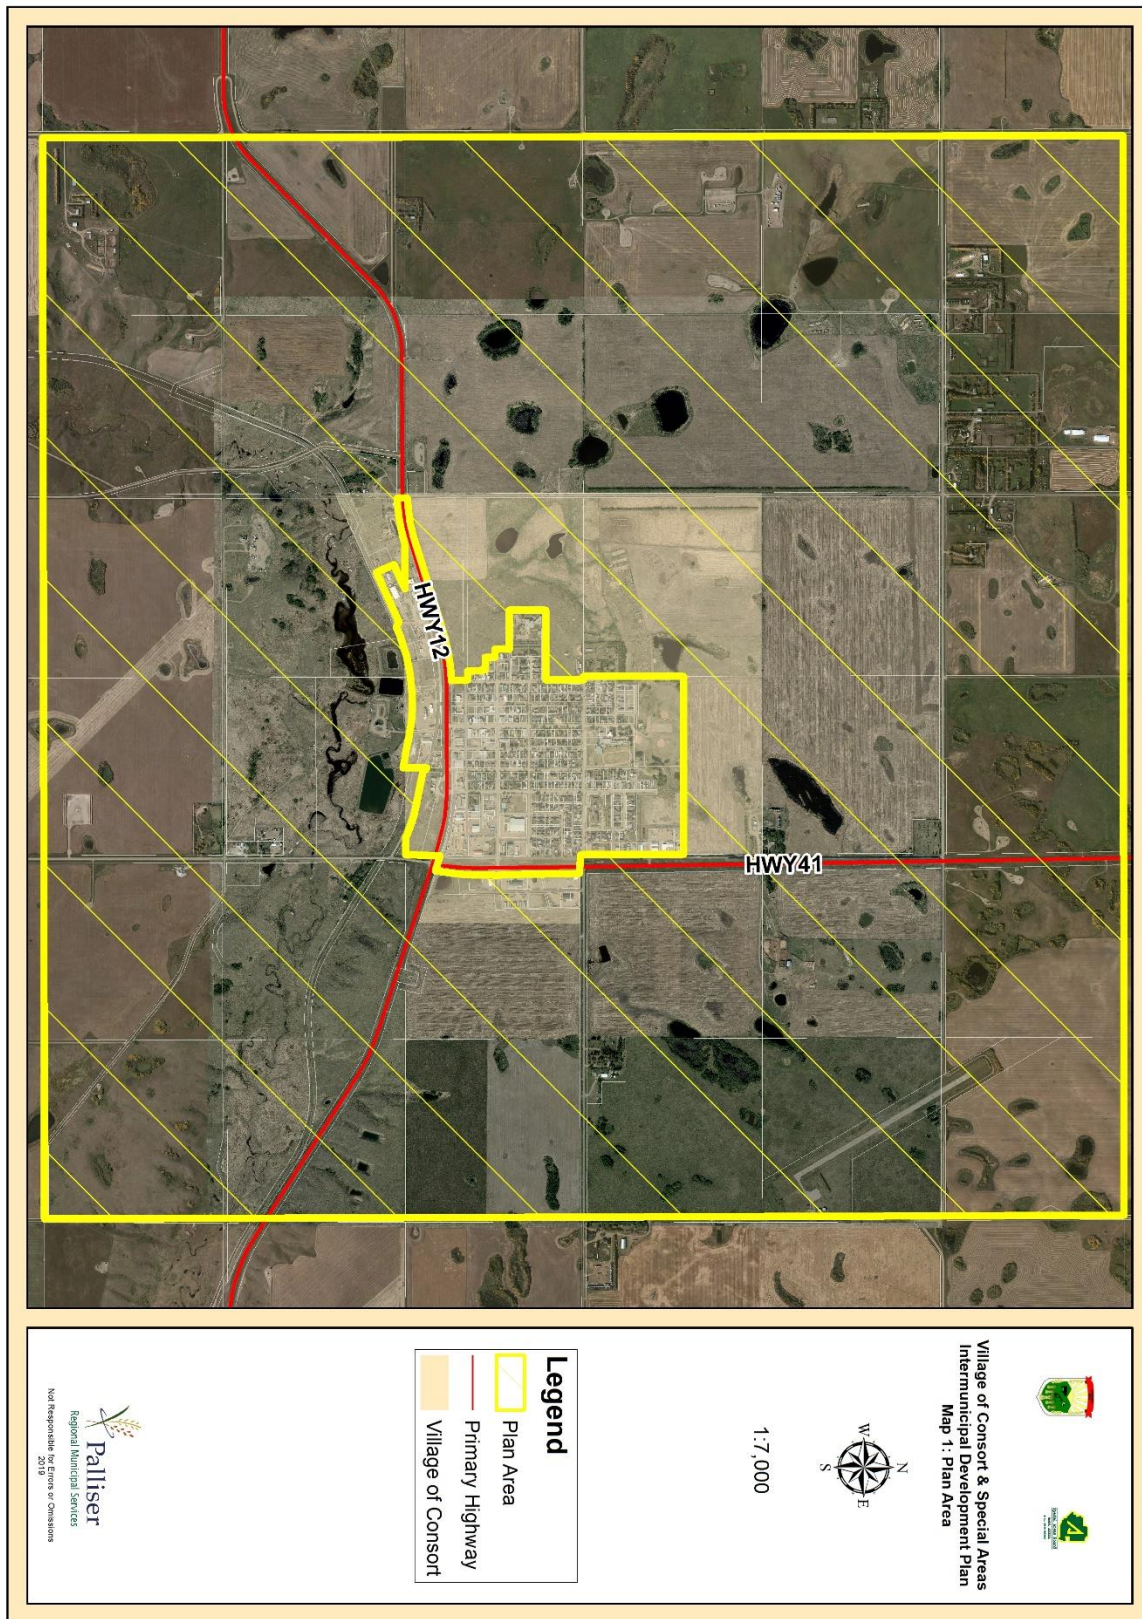 HWY12
HWY41
Village of Consort & Special Areas
Intermunicipal Development Plan
Map 1: Plan Area
N
W
E
S
1:7,000
Legend
Plan Area
Primary Highway
Village of Consort
Palliser
Regional Municipal Services
Not Responsible for Errors or Omissions
2019